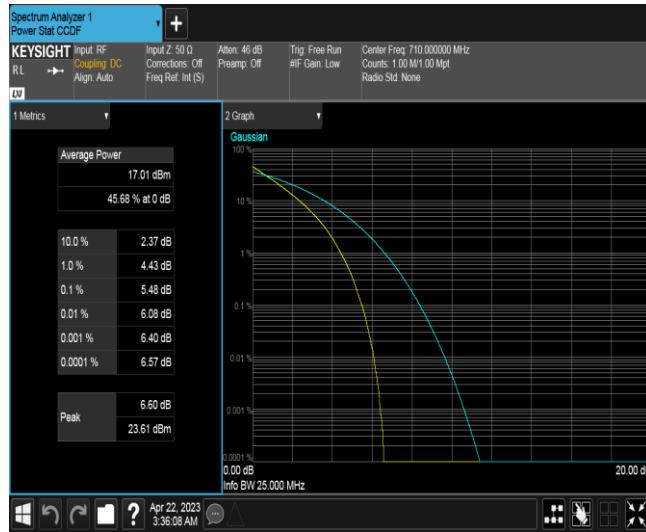 Spectrum Analyzer 1
Power Stat CCDF
+
KEYSIGHT
RL
LXI
Input: RF
Coupling: DC
Align: Auto
Input Z: 50 Ω
Corrections: Off
Freq Ref: Int (S)
Atten: 46 dB
Preamp: Off
Trig: Free Run
#IF Gain: Low
Center Freq: 710.000000 MHz
Counts: 1.00 M/1.00 Mpt
Radio Std: None
1 Metrics
Average Power
17.01 dBm
45.68 % at 0 dB
10.0 % 2.37 dB
1.0 % 4.43 dB
0.1 % 5.48 dB
0.01 % 6.08 dB
0.001 % 6.40 dB
0.0001 % 6.57 dB
Peak
6.60 dB
23.61 dBm
2 Graph
Gaussian
100 %
10 %
1 %
0.1 %
0.01 %
0.001 %
0.0001 %
0.00 dB
20.00
Info BW 25.000 MHz
?
Apr 22, 2023
3:36:08 AM